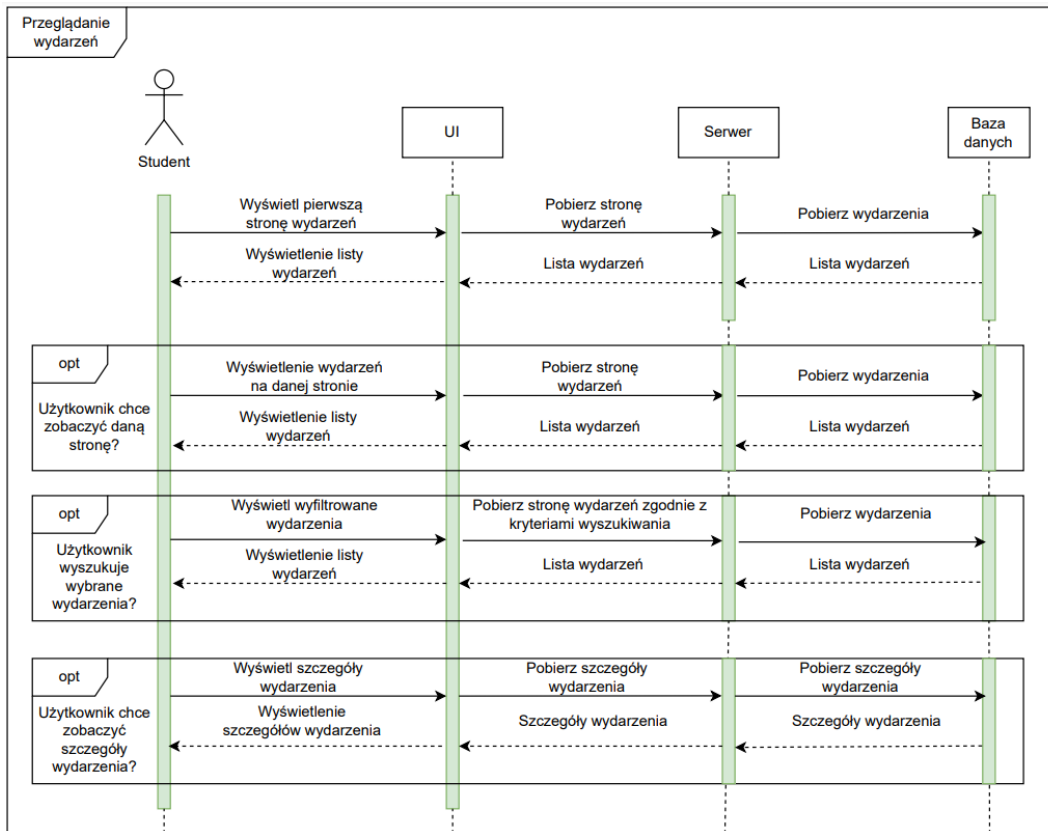 Przeglądanie
wydarzeń
Student
UI
Serwer
Baza
danych
Wyświetl pierwszą
stronę wydarzeń
Pobierz stronę
wydarzeń
Pobierz wydarzenia
Wyświetlenie listy
wydarzeń
Lista wydarzeń
Lista wydarzeń
opt
Użytkownik chce
zobaczyć daną
stronę?
Wyświetlenie wydarzeń
na danej stronie
Pobierz stronę
wydarzeń
Pobierz wydarzenia
Wyświetlenie listy
wydarzeń
Lista wydarzeń
Lista wydarzeń
opt
Użytkownik
wyszukuje
wybrane
wydarzenia?
Wyświetl wyfiltrowane
wydarzenia
Pobierz stronę wydarzeń zgodnie z
kryteriami wyszukiwania
Pobierz wydarzenia
Wyświetlenie listy
wydarzeń
Lista wydarzeń
Lista wydarzeń
opt
Użytkownik chce
zobaczyć
szczegóły
wydarzenia?
Wyświetl szczegóły
wydarzenia
Pobierz szczegóły
wydarzenia
Pobierz szczegóły
wydarzenia
Wyświetlenie
szczegółów wydarzenia
Szczegóły wydarzenia
Szczegóły wydarzenia